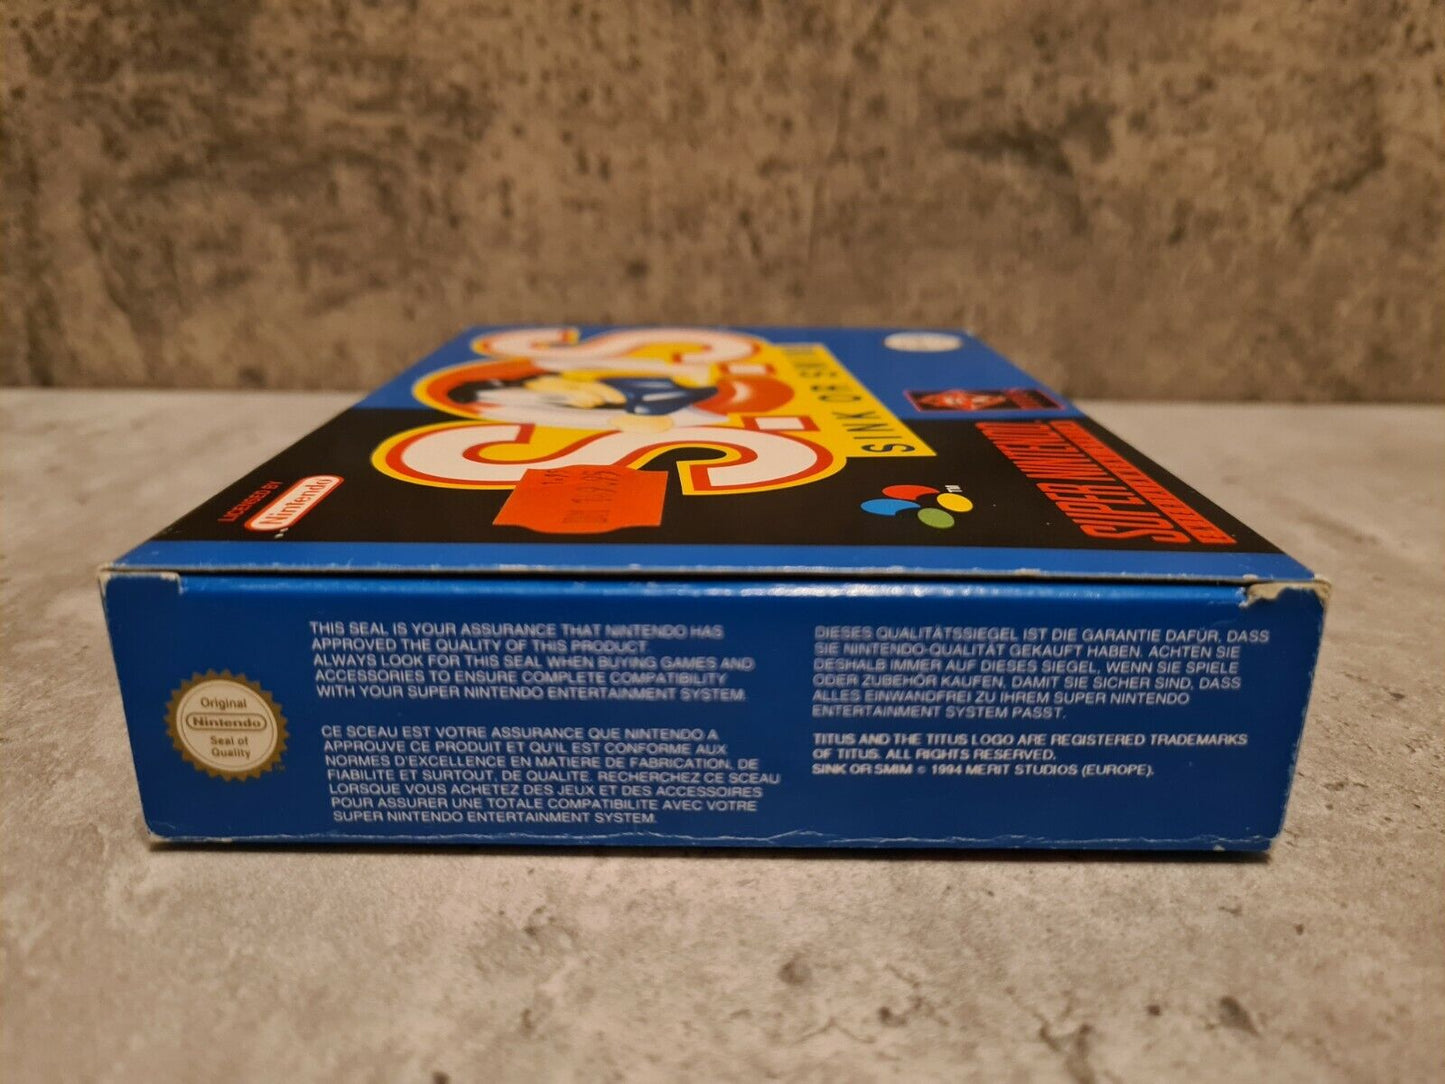 S.O.S.
SINK OR SWIM
SUPER NINTENDO
LICENSED BY
Nintendo
Original
Nintendo
Seal of
Quality
THIS SEAL IS YOUR ASSURANCE THAT NINTENDO HAS
APPROVED THE QUALITY OF THIS PRODUCT.
ALWAYS LOOK FOR THIS SEAL WHEN BUYING GAMES AND
ACCESSORIES TO ENSURE COMPLETE COMPATIBILITY
WITH YOUR SUPER NINTENDO ENTERTAINMENT SYSTEM.
CE SCEAU EST VOTRE ASSURANCE QUE NINTENDO A
APPROUVE CE PRODUIT ET QU'IL EST CONFORME AUX
NORMES D'EXCELLENCE EN MATIERE DE FABRICATION, DE
FIABILITE ET SURTOUT, DE QUALITE. RECHERCHEZ CE SCEAU
LORSQUE VOUS ACHETEZ DES JEUX ET DES ACCESSOIRES
POUR ASSURER UNE TOTALE COMPATIBILITE AVEC VOTRE
SUPER NINTENDO ENTERTAINMENT SYSTEM.
DIESES QUALITÄTSSIEGEL IST DIE GARANTIE DAFÜR, DASS
SIE NINTENDO-QUALITÄT GEKAUFT HABEN. ACHTEN SIE
DESHALB IMMER AUF DIESES SIEGEL, WENN SIE SPIELE
ODER ZUBEHÖR KAUFEN, DAMIT SIE SICHER SIND, DASS
ALLES EINWANDFREI ZU IHREM SUPER NINTENDO
ENTERTAINMENT SYSTEM PASST.
TITUS AND THE TITUS LOGO ARE REGISTERED TRADEMARKS
OF TITUS. ALL RIGHTS RESERVED.
SINK OR SMIM © 1994 MERIT STUDIOS (EUROPE).